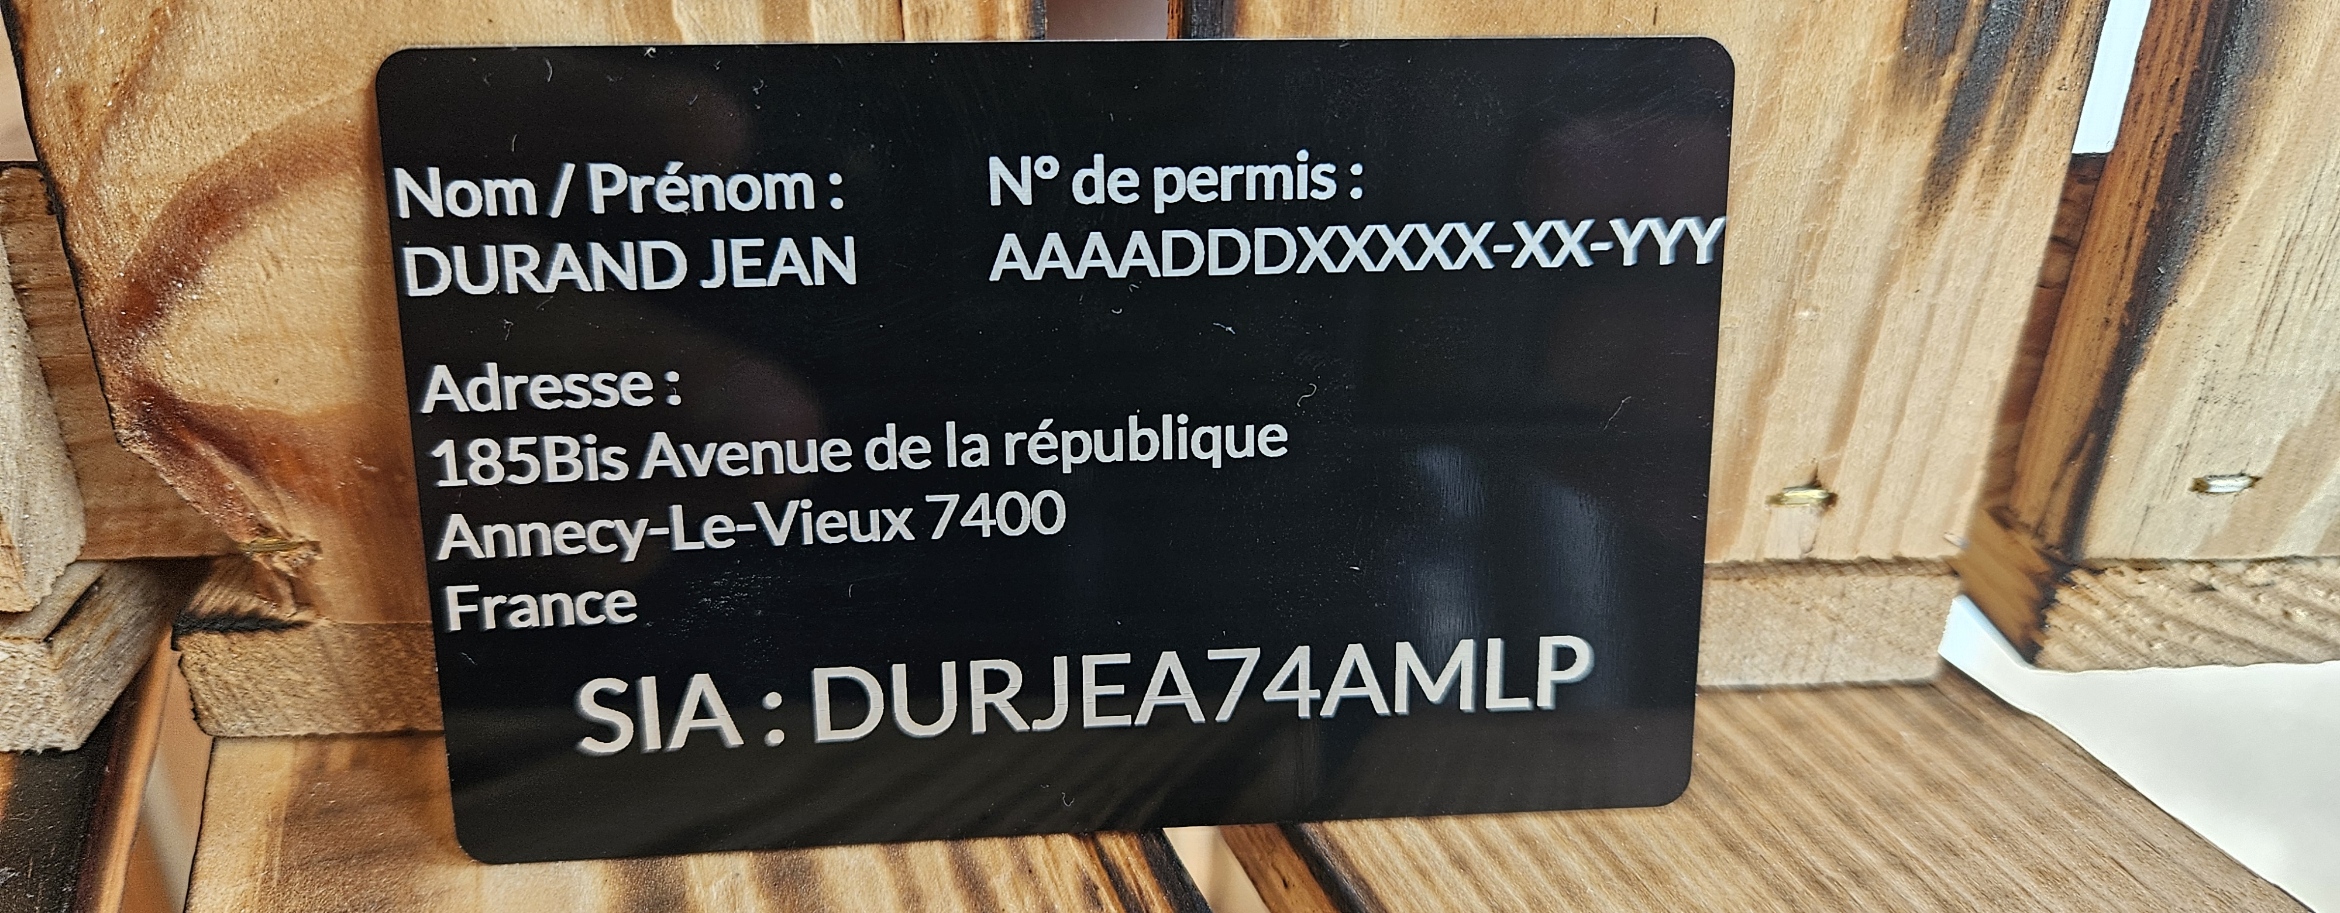 Nom / Prénom :
DURAND JEAN
N° de permis :
AAAADDDXXXXX-XX-YYY
Adresse :
185Bis Avenue de la république
Annecy-Le-Vieux 7400
France
SIA : DURJEA74AMLP